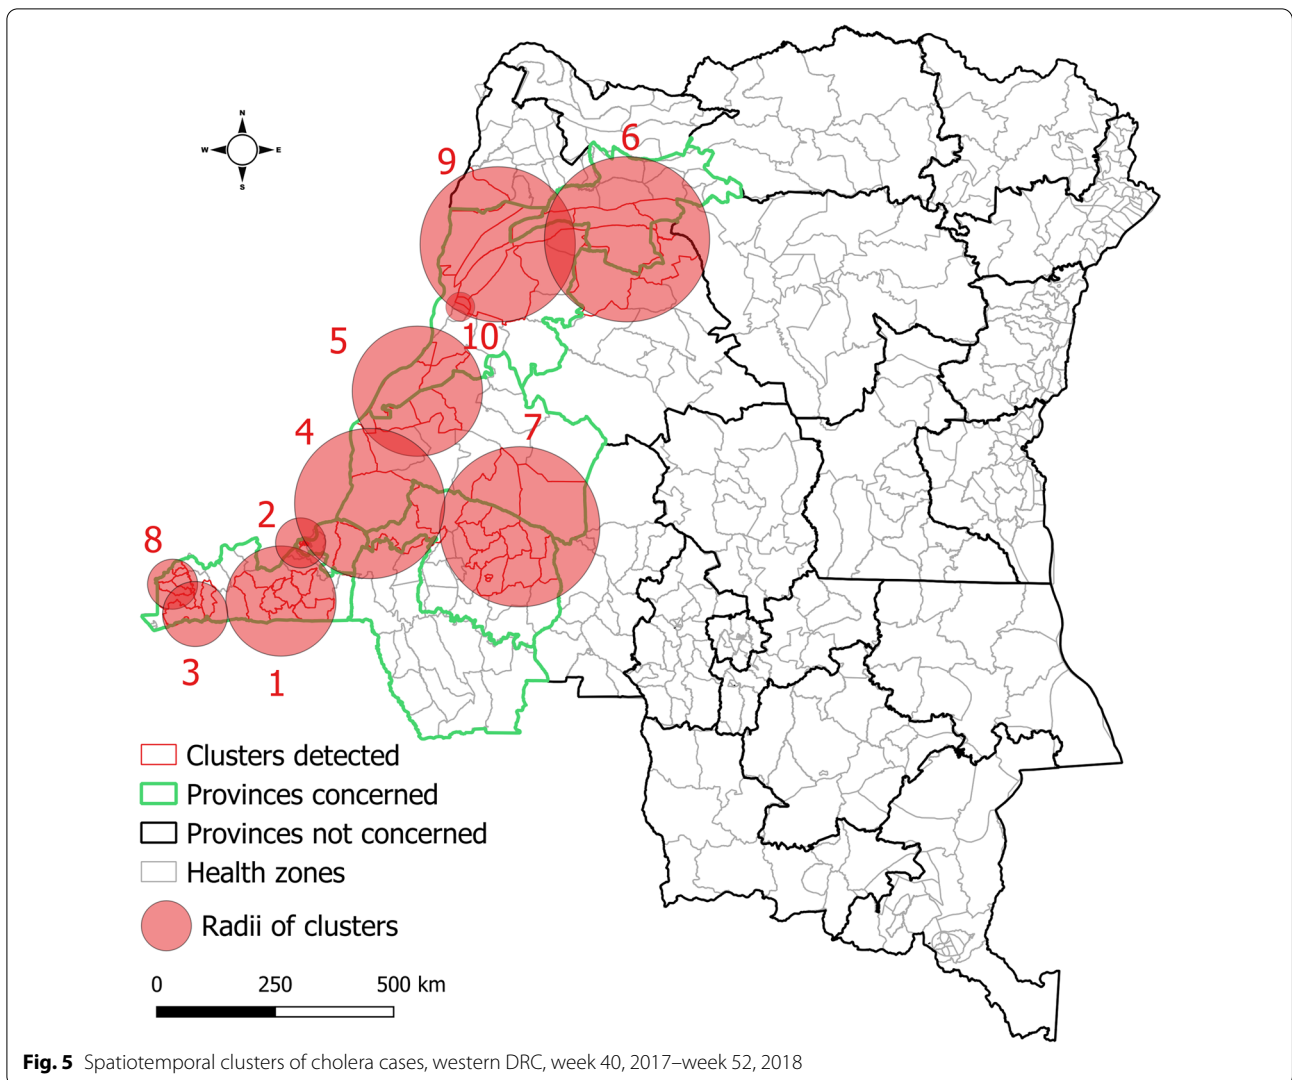 N
W E
S
6
9
10
5
7
4
2
8
3
1
Clusters detected
Provinces concerned
Provinces not concerned
Health zones
Radii of clusters
0 250 500 km
Fig. 5 Spatiotemporal clusters of cholera cases, western DRC, week 40, 2017–week 52, 2018